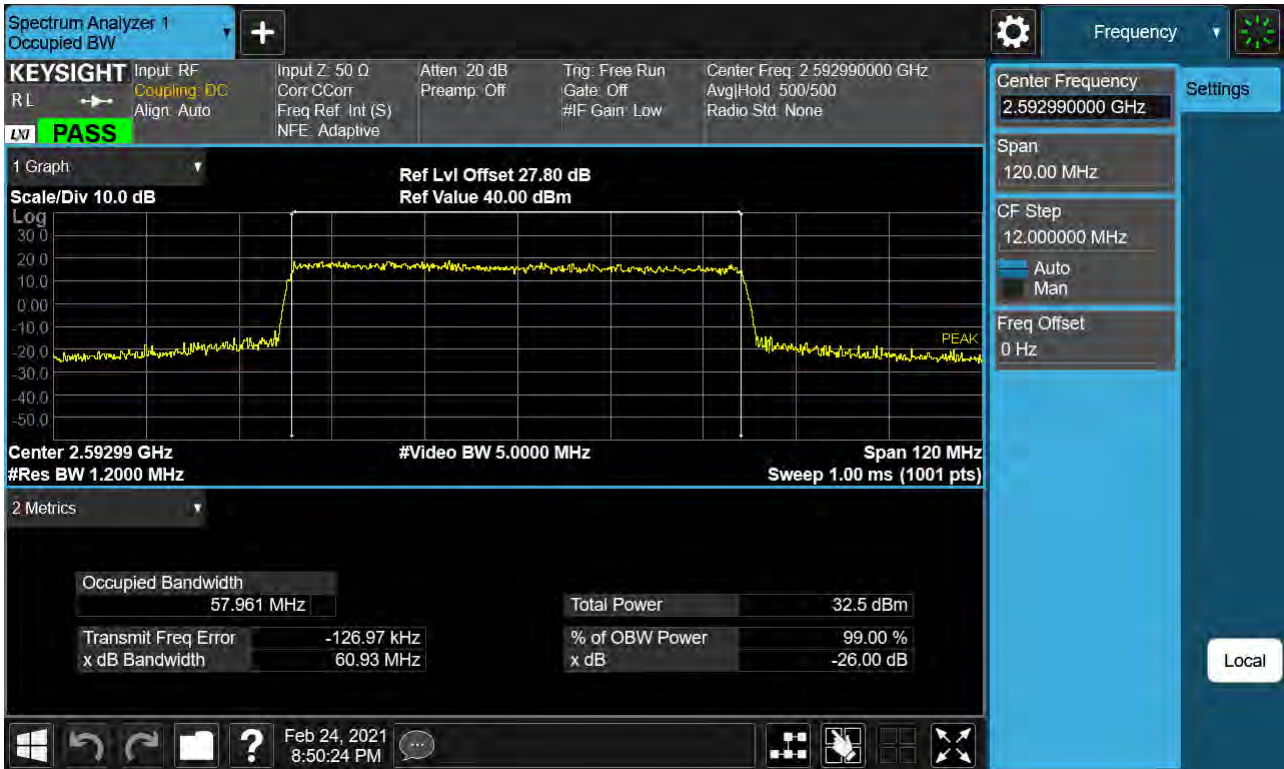 Spectrum Analyzer 1
Occupied BW
+
Frequency
KEYSIGHT
R L
LXI
PASS
Input: RF
Coupling: DC
Align: Auto
Input Z: 50 Ω
Corr CCorr
Freq Ref: Int (S)
NFE: Adaptive
Atten: 20 dB
Preamp: Off
Trig: Free Run
Gate: Off
#IF Gain: Low
Center Freq: 2.592990000 GHz
Avg|Hold: 500/500
Radio Std: None
Center Frequency
2.592990000 GHz
Settings
Span
120.00 MHz
CF Step
12.000000 MHz
Auto
Man
Freq Offset
0 Hz
Local
1 Graph
Scale/Div 10.0 dB
Ref Lvl Offset 27.80 dB
Ref Value 40.00 dBm
Log
30.0
20.0
10.0
0.00
-10.0
-20.0
-30.0
-40.0
-50.0
PEAK
Center 2.59299 GHz
#Video BW 5.0000 MHz
Span 120 MHz
#Res BW 1.2000 MHz
Sweep 1.00 ms (1001 pts)
2 Metrics
Occupied Bandwidth
57.961 MHz
Total Power 32.5 dBm
Transmit Freq Error -126.97 kHz
% of OBW Power 99.00 %
x dB Bandwidth 60.93 MHz
x dB -26.00 dB
?
Feb 24, 2021
8:50:24 PM